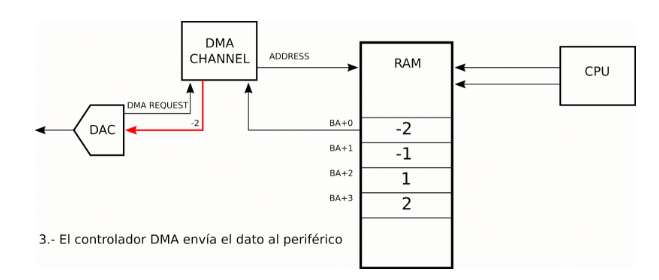 DMA
CHANNEL
ADDRESS
RAM
CPU
DMA REQUEST
-2
DAC
BA+0
-2
BA+1
-1
BA+2
1
BA+3
2
3.- El controlador DMA envía el dato al periférico